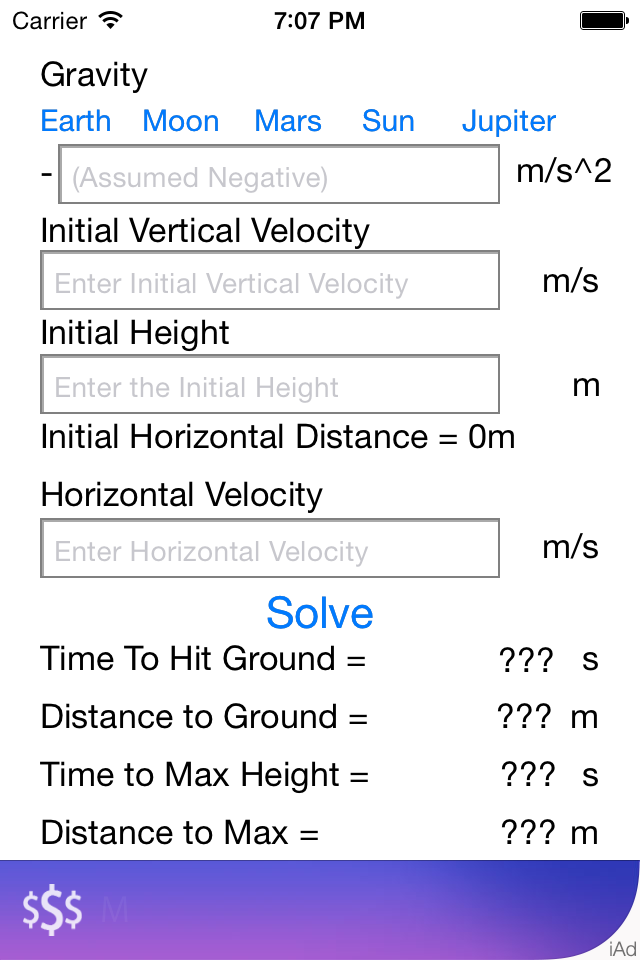 Carrier 7:07 PM
Gravity
Earth Moon Mars Sun Jupiter
- (Assumed Negative) m/s^2
Initial Vertical Velocity
Enter Initial Vertical Velocity m/s
Initial Height
Enter the Initial Height m
Initial Horizontal Distance = 0m
Horizontal Velocity
Enter Horizontal Velocity m/s
Solve
Time To Hit Ground = ??? s
Distance to Ground = ??? m
Time to Max Height = ??? s
Distance to Max = ??? m
$$$ M
iAd